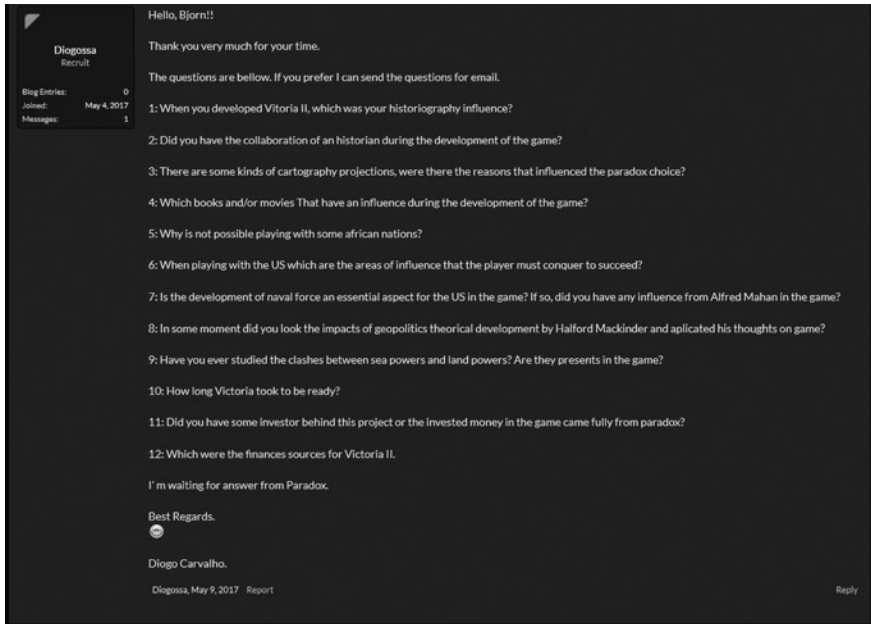 Diogossa
Recruit
Blog Entries: 0
Joined: May 4, 2017
Messages: 1
Hello, Bjorn!!
Thank you very much for your time.
The questions are bellow. If you prefer I can send the questions for email.
1: When you developed Vitoria II, which was your historiography influence?
2: Did you have the collaboration of an historian during the development of the game?
3: There are some kinds of cartography projections, were there the reasons that influenced the paradox choice?
4: Which books and/or movies That have an influence during the development of the game?
5: Why is not possible playing with some african nations?
6: When playing with the US which are the areas of influence that the player must conquer to succeed?
7: Is the development of naval force an essential aspect for the US in the game? If so, did you have any influence from Alfred Mahan in the game?
8: In some moment did you look the impacts of geopolitics theorical development by Halford Mackinder and aplicated his thoughts on game?
9: Have you ever studied the clashes between sea powers and land powers? Are they presents in the game?
10: How long Victoria took to be ready?
11: Did you have some investor behind this project or the invested money in the game came fully from paradox?
12: Which were the finances sources for Victoria II.
I' m waiting for answer from Paradox.
Best Regards.
Diogo Carvalho.
Diogossa, May 9, 2017 Report Reply